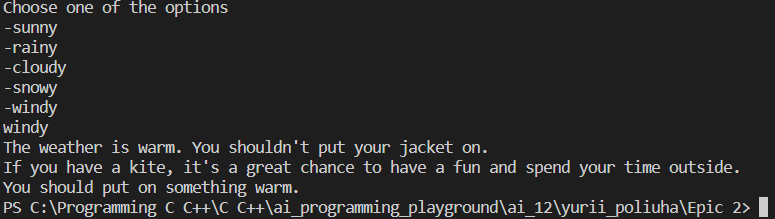 Choose one of the options
-sunny
-rainy
-cloudy
-snowy
-windy
windy
The weather is warm. You shouldn't put your jacket on.
If you have a kite, it's a great chance to have a fun and spend your time outside.
You should put on something warm.
PS C:\Programming C C++\C C++\ai_programming_playground\ai_12\yurii_poliuha\Epic 2>